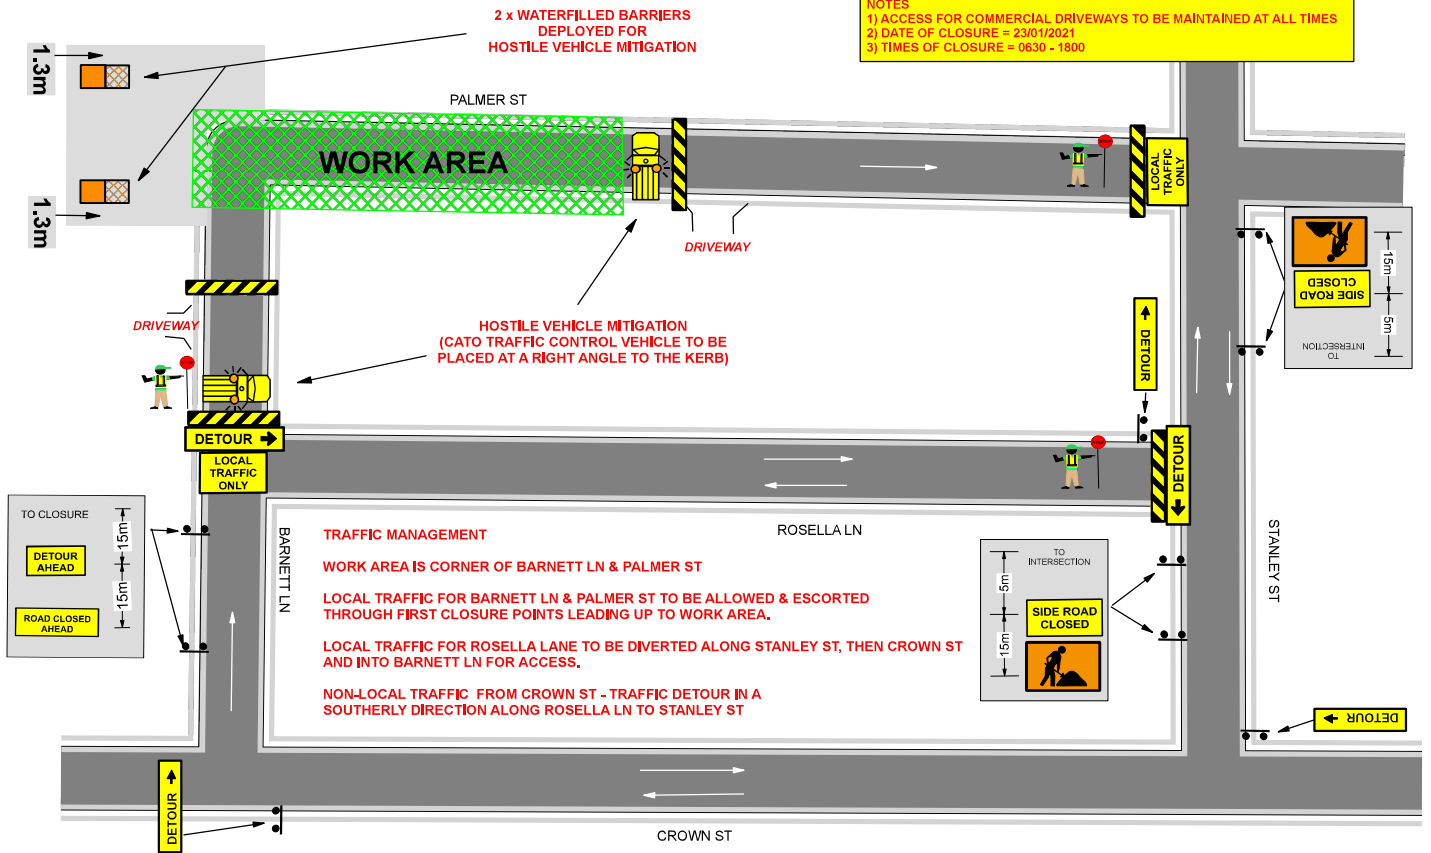 NOTES
1) ACCESS FOR COMMERCIAL DRIVEWAYS TO BE MAINTAINED AT ALL TIMES
2) DATE OF CLOSURE = 23/01/2021
3) TIMES OF CLOSURE = 0630 - 1800
2 x WATERFILLED BARRIERS
DEPLOYED FOR
HOSTILE VEHICLE MITIGATION
1.3m
1.3m
PALMER ST
WORK AREA
LOCAL
TRAFFIC
ONLY
DRIVEWAY
DRIVEWAY
HOSTILE VEHICLE MITIGATION
(CATO TRAFFIC CONTROL VEHICLE TO BE
PLACED AT A RIGHT ANGLE TO THE KERB)
SIDE ROAD
CLOSED
15m
5m
TO
INTERSECTION
DETOUR
DETOUR
LOCAL
TRAFFIC
ONLY
DETOUR
TO CLOSURE
15m
DETOUR
AHEAD
15m
ROAD CLOSED
AHEAD
BARNETT LN
ROSELLA LN
STANLEY ST
TRAFFIC MANAGEMENT
WORK AREA IS CORNER OF BARNETT LN & PALMER ST
LOCAL TRAFFIC FOR BARNETT LN & PALMER ST TO BE ALLOWED & ESCORTED
THROUGH FIRST CLOSURE POINTS LEADING UP TO WORK AREA.
LOCAL TRAFFIC FOR ROSELLA LANE TO BE DIVERTED ALONG STANLEY ST, THEN CROWN ST
AND INTO BARNETT LN FOR ACCESS.
NON-LOCAL TRAFFIC FROM CROWN ST - TRAFFIC DETOUR IN A
SOUTHERLY DIRECTION ALONG ROSELLA LN TO STANLEY ST
TO
INTERSECTION
5m
SIDE ROAD
CLOSED
15m
DETOUR
DETOUR
CROWN ST